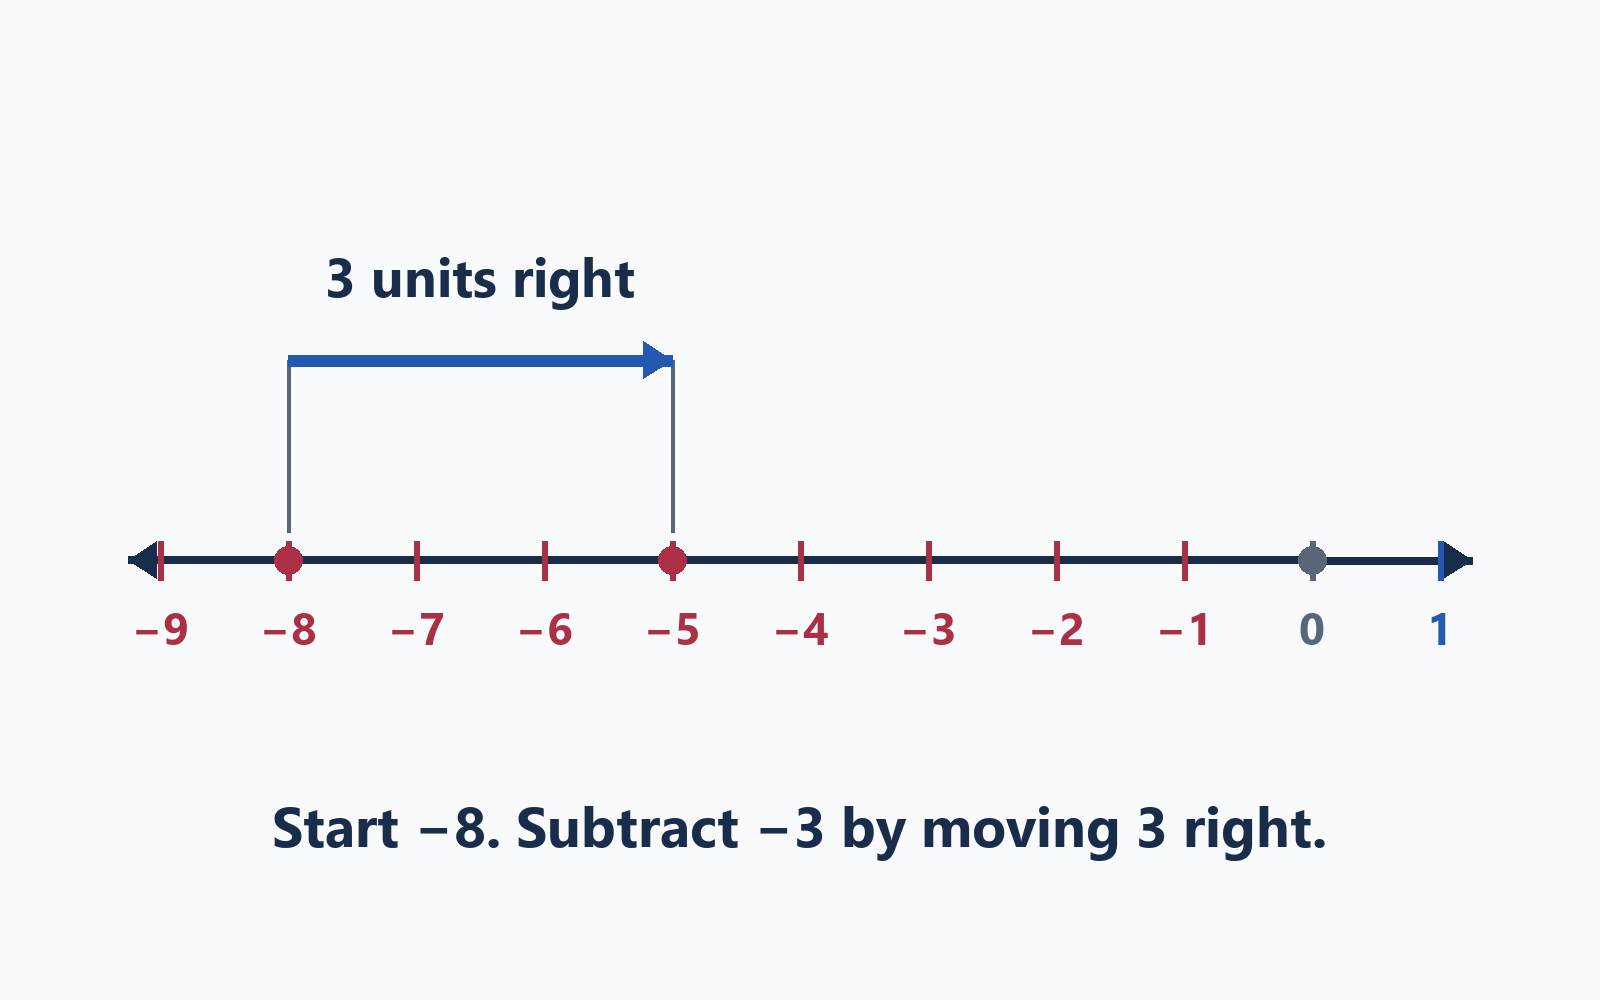 3 units right
−9 −8 −7 −6 −5 −4 −3 −2 −1 0 1
Start −8. Subtract −3 by moving 3 right.